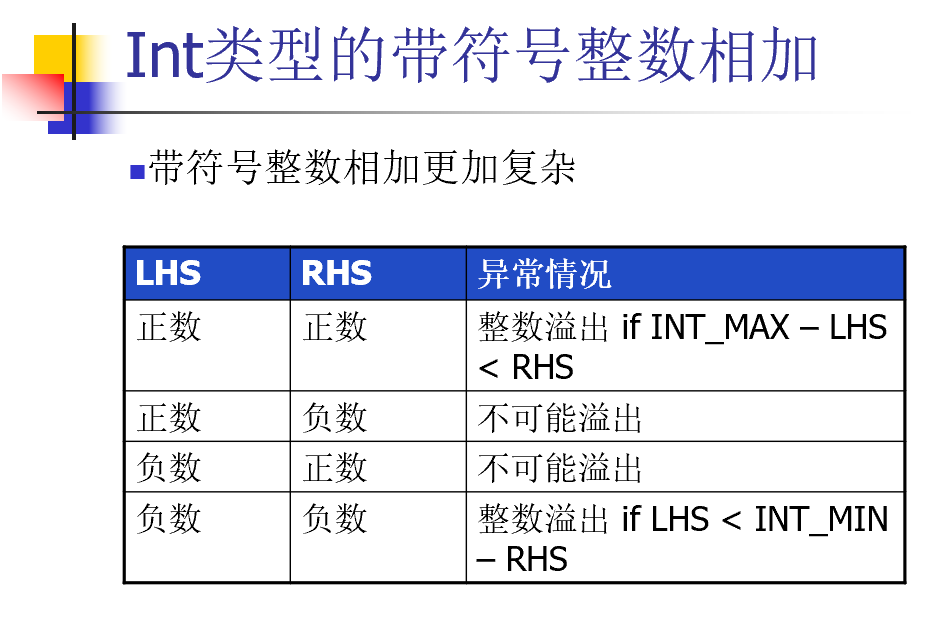 Int类型的带符号整数相加
带符号整数相加更加复杂
LHS RHS 异常情况
正数 正数 整数溢出 if INT_MAX – LHS
< RHS
正数 负数 不可能溢出
负数 正数 不可能溢出
负数 负数 整数溢出 if LHS < INT_MIN
– RHS